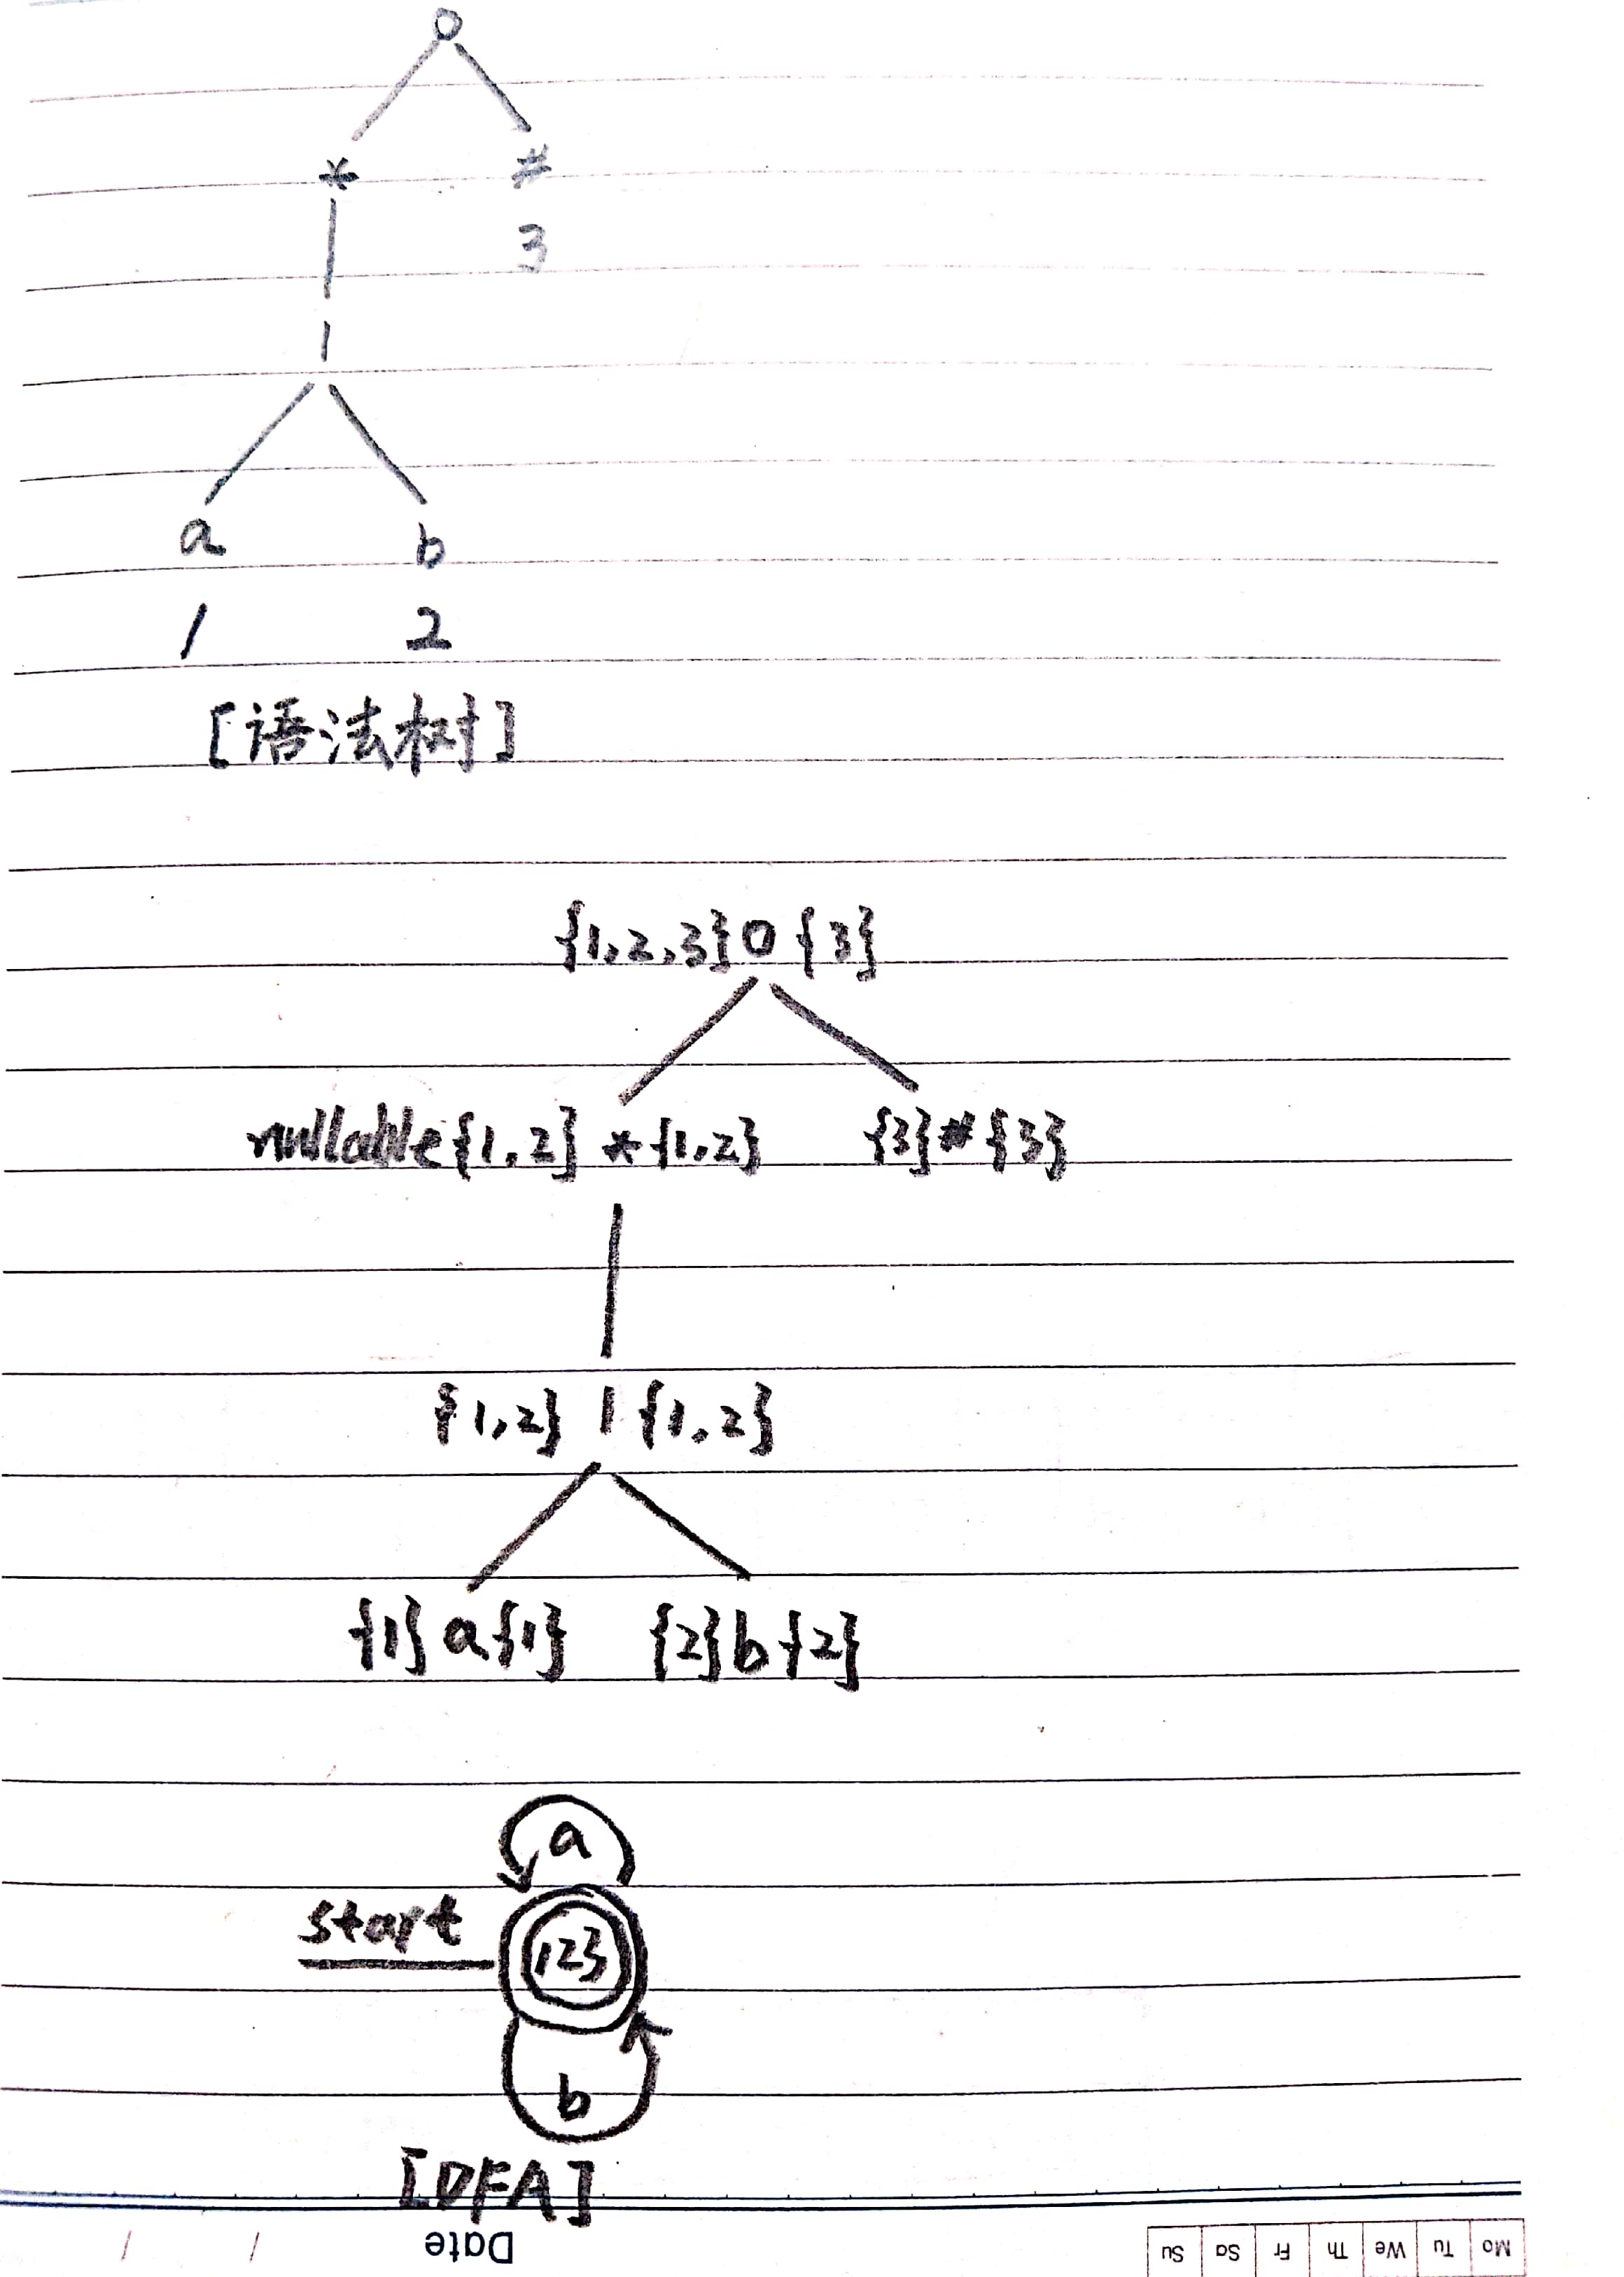 o
* #
3
|
a b
1 2
[语法树]
{1,2,3}o{3}
nullable{1,2}*{1,2} {3}#{3}
{1,2}|{1,2}
{1}a{1} {2}b{2}
a
start
123
b
[DFA]
Date / /
Mo Tu We Th Fr Sa Su